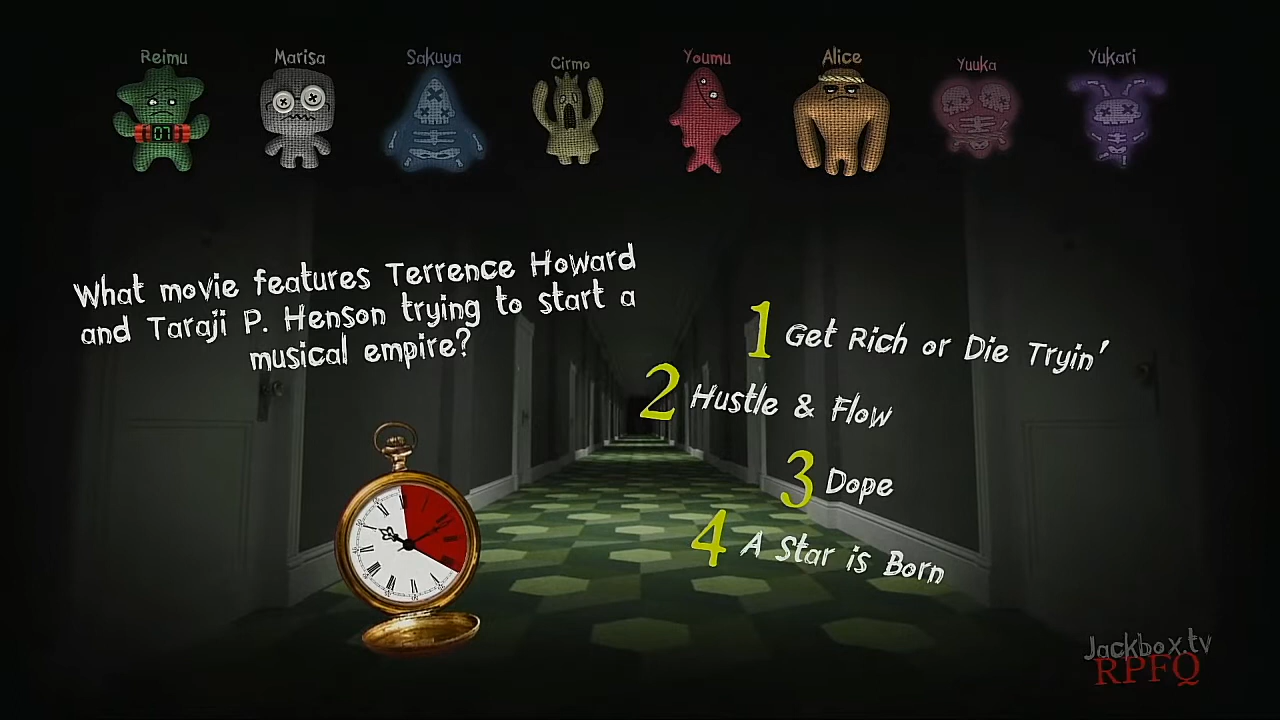 Reimu
Marisa
Sakuya
Cirmo
Youmu
Alice
Yuuka
Yukari
07
What movie features Terrence Howard
and Taraji P. Henson trying to start a
musical empire?
1 Get Rich or Die Tryin'
2 Hustle & Flow
3 Dope
4 A Star is Born
Jackbox.tv
RPFQ